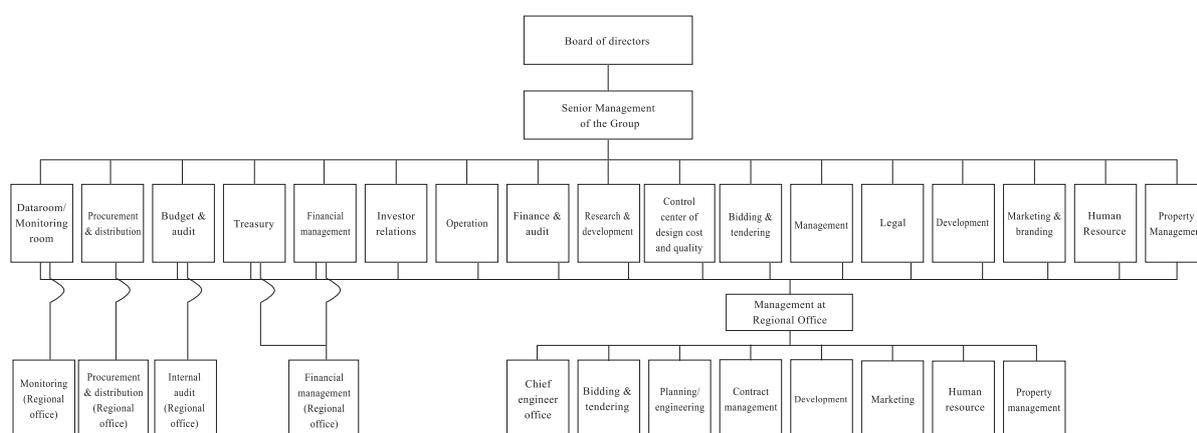 Board of directors
Senior Management
of the Group
Dataroom/
Monitoring
room
Procurement
& distribution
Budget &
audit
Treasury
Financial
management
Investor
relations
Operation
Finance &
audit
Research &
development
Control
center of
design cost
and quality
Bidding &
tendering
Management
Legal
Development
Marketing &
branding
Human
Resource
Property
Management
Management at
Regional Office
Monitoring
(Regional
office)
Procurement
& distribution
(Regional
office)
Internal
audit
(Regional
office)
Financial
management
(Regional
office)
Chief
engineer
office
Bidding &
tendering
Planning/
engineering
Contract
management
Development
Marketing
Human
resource
Property
management